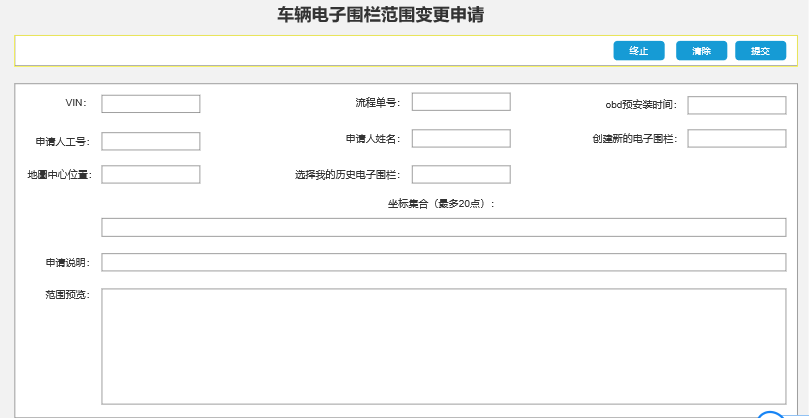 车辆电子围栏范围变更申请
终止 清除 提交
VIN： 流程单号： obd预安装时间：
申请人工号： 申请人姓名： 创建新的电子围栏：
地图中心位置： 选择我的历史电子围栏：
坐标集合（最多20点）：
申请说明：
范围预览：